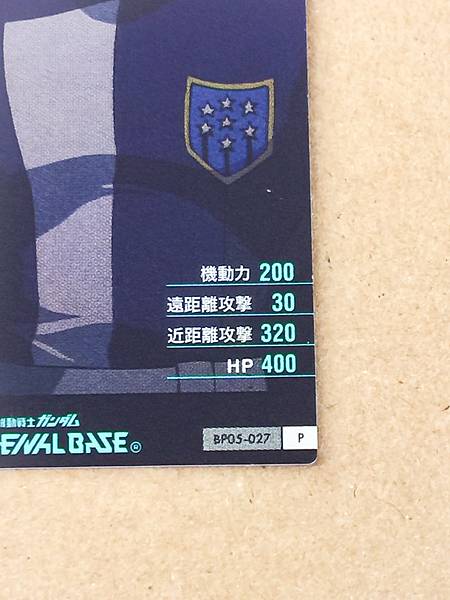 機動力 200
遠距離攻撃 30
近距離攻撃 320
HP 400
機動戦士ガンダム
ENAL BASE ®
BP05-027 P